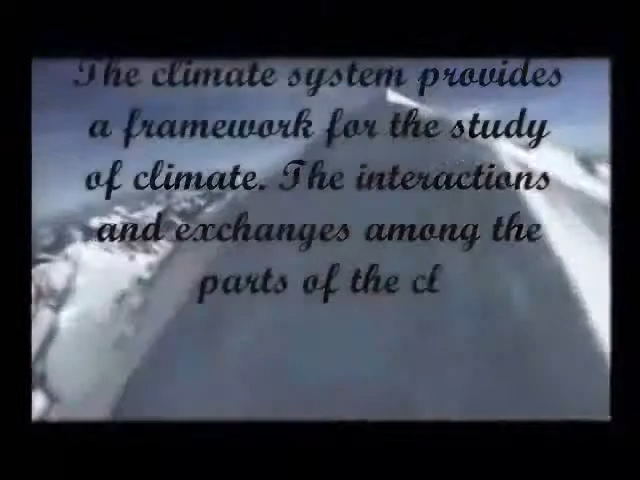 The climate system provides
a framework for the study
of climate. The interactions
and exchanges among the
parts of the cl